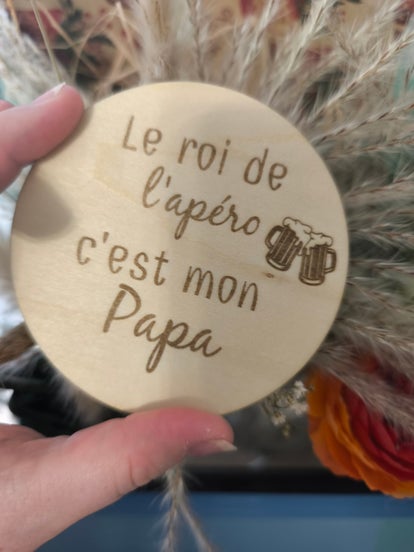 Le roi de
l'apéro
c'est mon
Papa